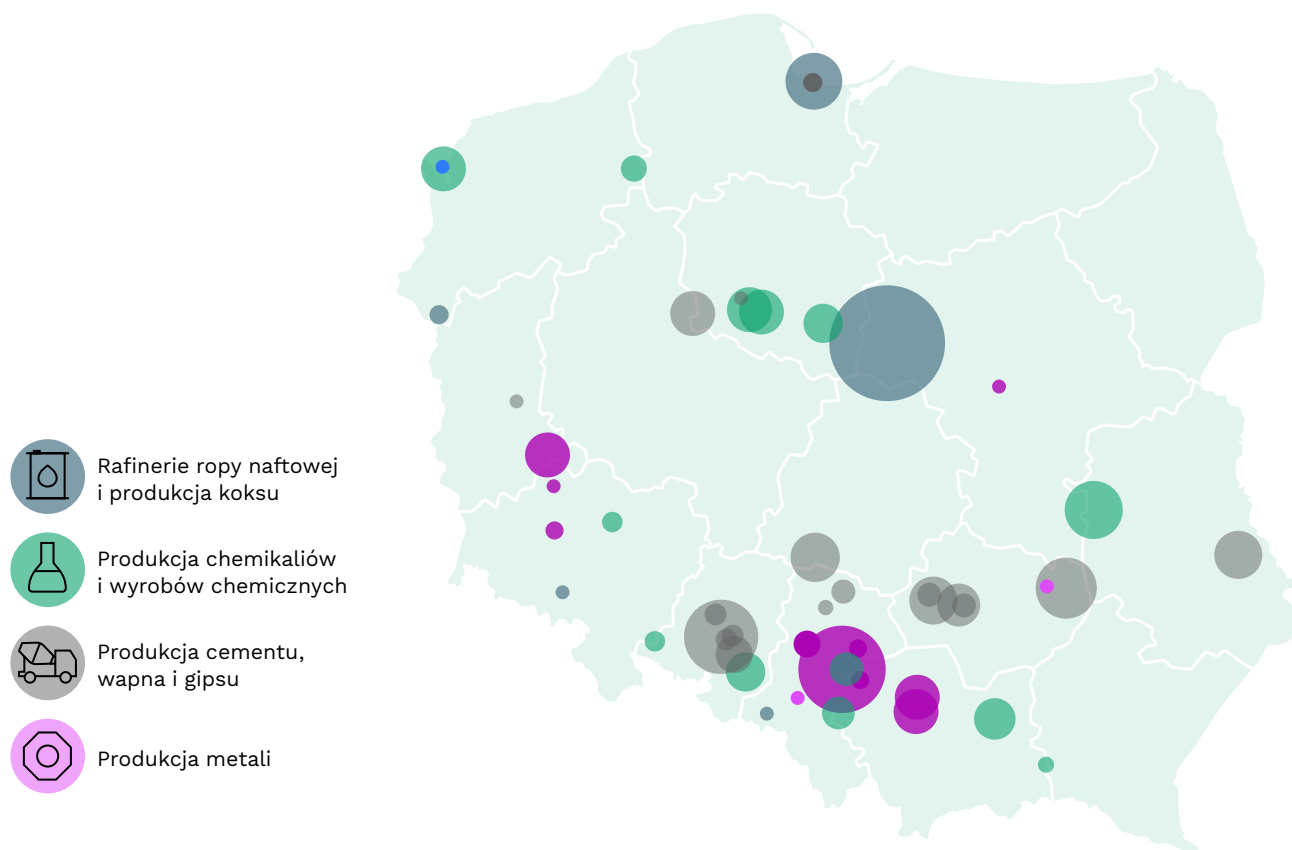 Rafinerie ropy naftowej
i produkcja koksu
Produkcja chemikaliów
i wyrobów chemicznych
Produkcja cementu,
wapna i gipsu
Produkcja metali